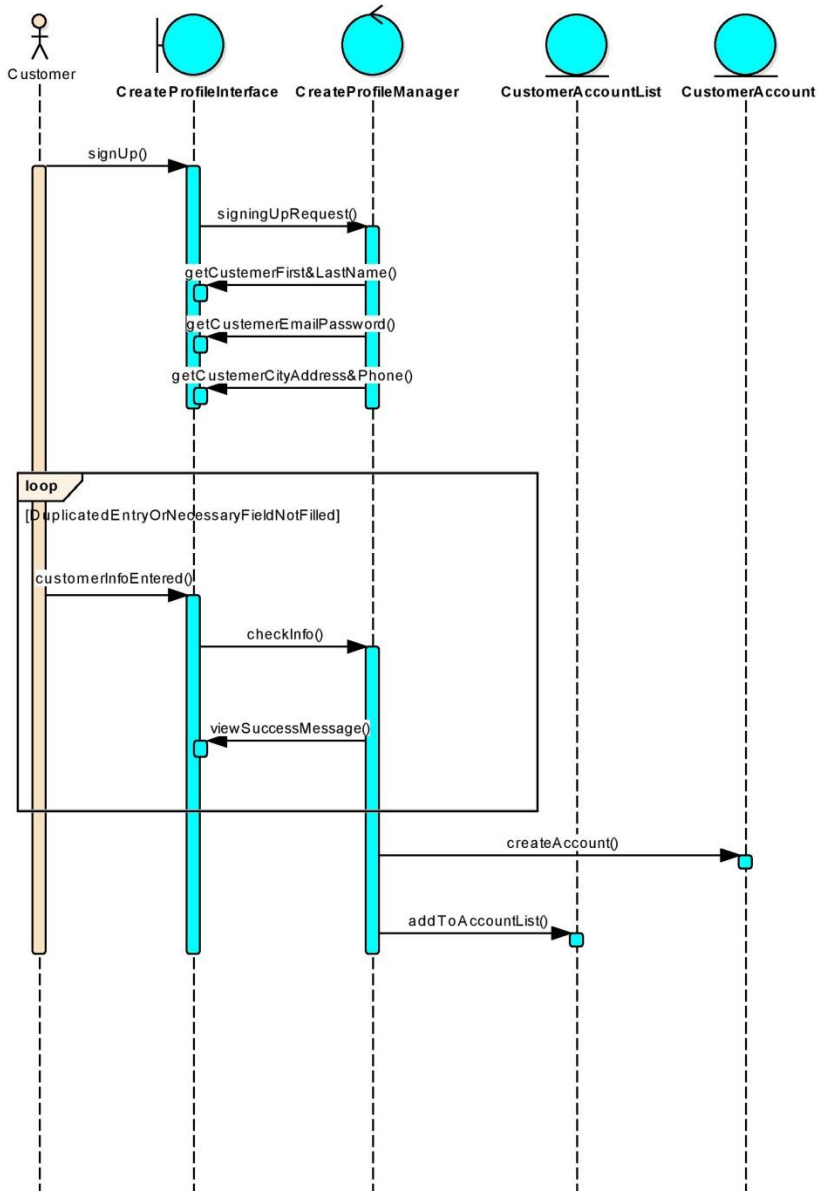 Customer
CreateProfileInterface
CreateProfileManager
CustomerAccountList
CustomerAccount
signUp()
signingUpRequest()
getCustemerFirst&LastName()
getCustemerEmailPassword()
getCustemerCityAddress&Phone()
loop
[DuplicatedEntryOrNecessaryFieldNotFilled]
customerInfoEntered()
checkInfo()
viewSuccessMessage()
createAccount()
addToAccountList()